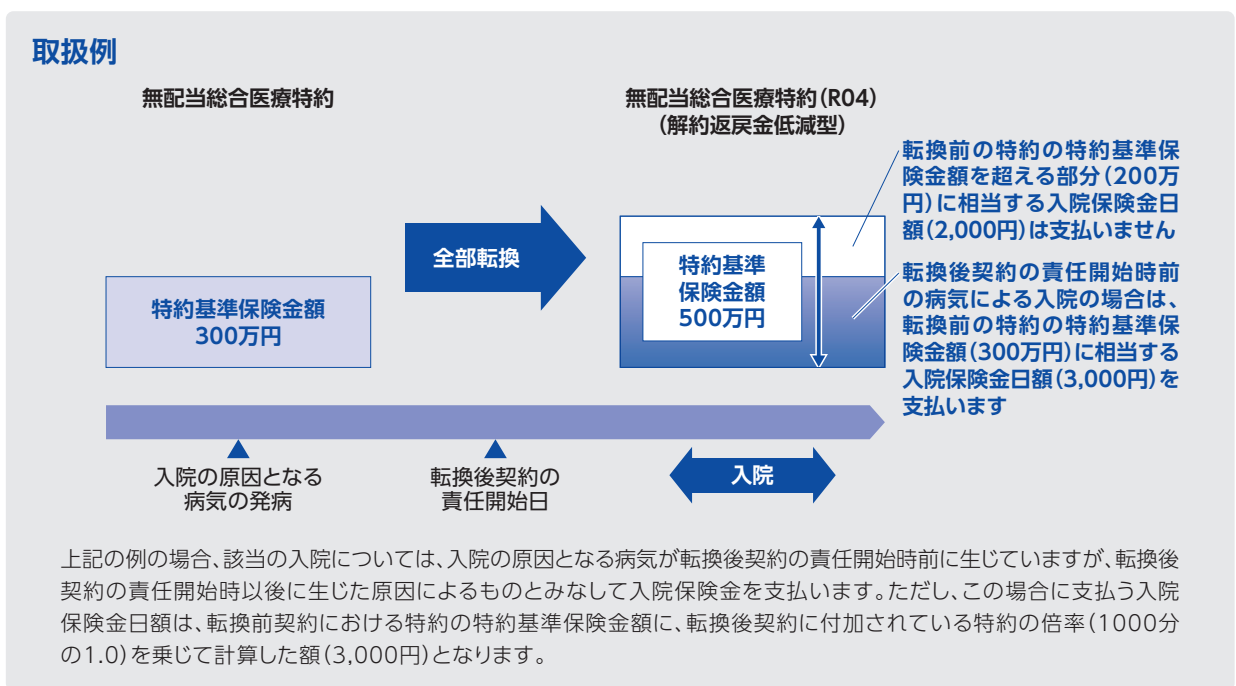 取扱例
無配当総合医療特約
無配当総合医療特約(R04)
(解約返戻金低減型)
転換前の特約の特約基準保
険金額を超える部分(200万
円)に相当する入院保険金日
額(2,000円)は支払いません
全部転換
特約基準
保険金額
500万円
特約基準保険金額
300万円
転換後契約の責任開始時前
の病気による入院の場合は、
転換前の特約の特約基準保
険金額(300万円)に相当する
入院保険金日額(3,000円)を
支払います
入院の原因となる
病気の発病
転換後契約の
責任開始日
入院
上記の例の場合、該当の入院については、入院の原因となる病気が転換後契約の責任開始時前に生じていますが、転換後
契約の責任開始時以後に生じた原因によるものとみなして入院保険金を支払います。ただし、この場合に支払う入院
保険金日額は、転換前契約における特約の特約基準保険金額に、転換後契約に付加されている特約の倍率(1000分
の1.0)を乗じて計算した額(3,000円)となります。